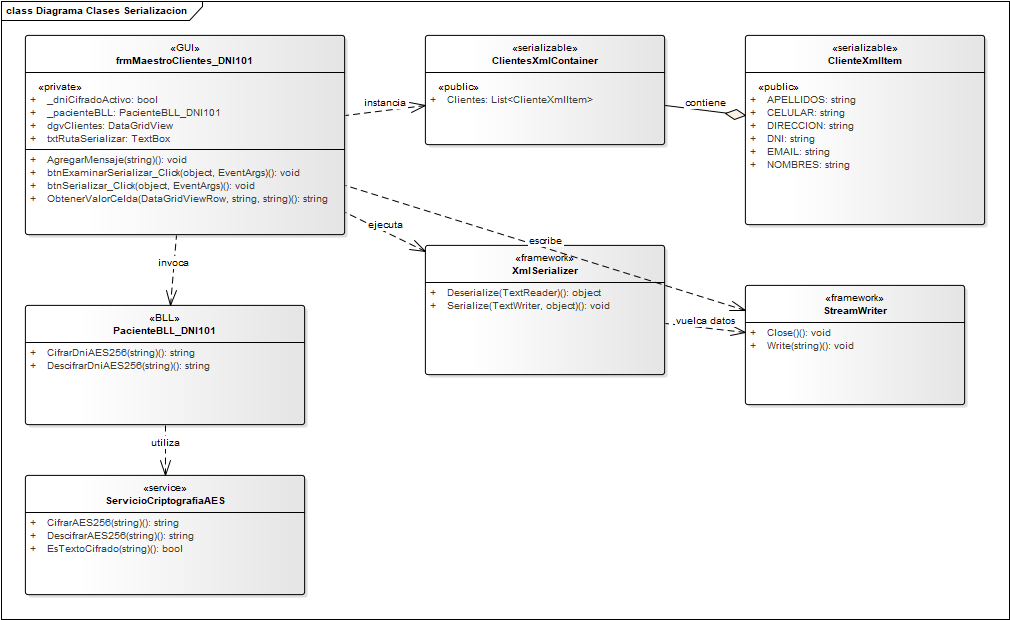 class Diagrama Clases Serializacion
«GUI»
frmMaestroClientes_DNI101
«private»
+ _dniCifradoActivo: bool
+ _pacienteBLL: PacienteBLL_DNI101
+ dgvClientes: DataGridView
+ txtRutaSerializar: TextBox
+ AgregarMensaje(string)(): void
+ btnExaminarSerializar_Click(object, EventArgs)(): void
+ btnSerializar_Click(object, EventArgs)(): void
+ ObtenerValorCelda(DataGridViewRow, string, string)(): string
instancia
«serializable»
ClientesXmlContainer
«public»
+ Clientes: List<ClienteXmlItem>
contiene
«serializable»
ClienteXmlItem
«public»
+ APELLIDOS: string
+ CELULAR: string
+ DIRECCION: string
+ DNI: string
+ EMAIL: string
+ NOMBRES: string
ejecuta
escribe
invoca
«framework»
XmlSerializer
+ Deserialize(TextReader)(): object
+ Serialize(TextWriter, object)(): void
vuelca datos
«framework»
StreamWriter
+ Close()(): void
+ Write(string)(): void
«BLL»
PacienteBLL_DNI101
+ CifrarDniAES256(string)(): string
+ DescifrarDniAES256(string)(): string
utiliza
«service»
ServicioCriptografiaAES
+ CifrarAES256(string)(): string
+ DescifrarAES256(string)(): string
+ EsTextoCifrado(string)(): bool